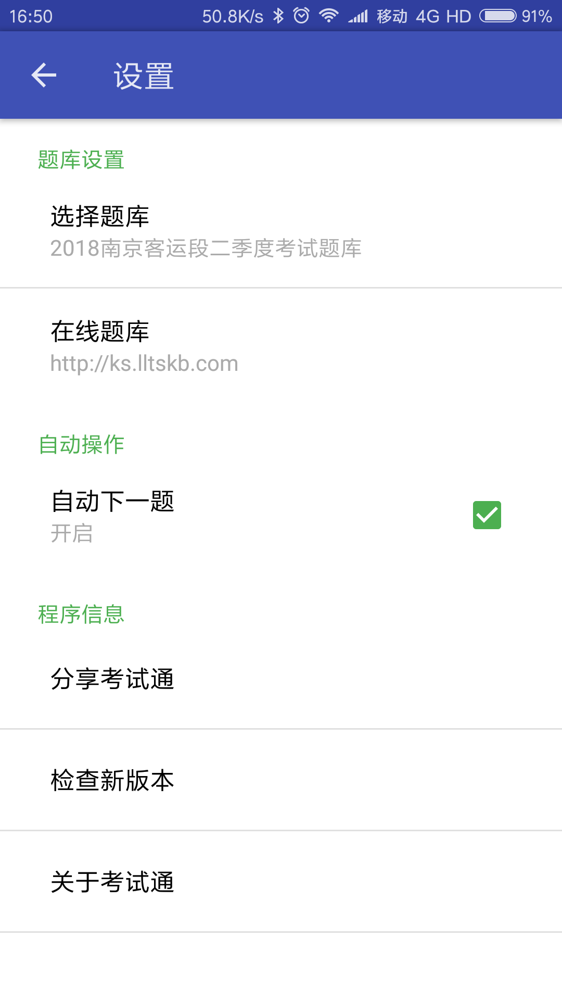 16:50 50.8K/s 移动 4G HD 91%
设置
题库设置
选择题库
2018南京客运段二季度考试题库
在线题库
http://ks.lltskb.com
自动操作
自动下一题
开启
程序信息
分享考试通
检查新版本
关于考试通